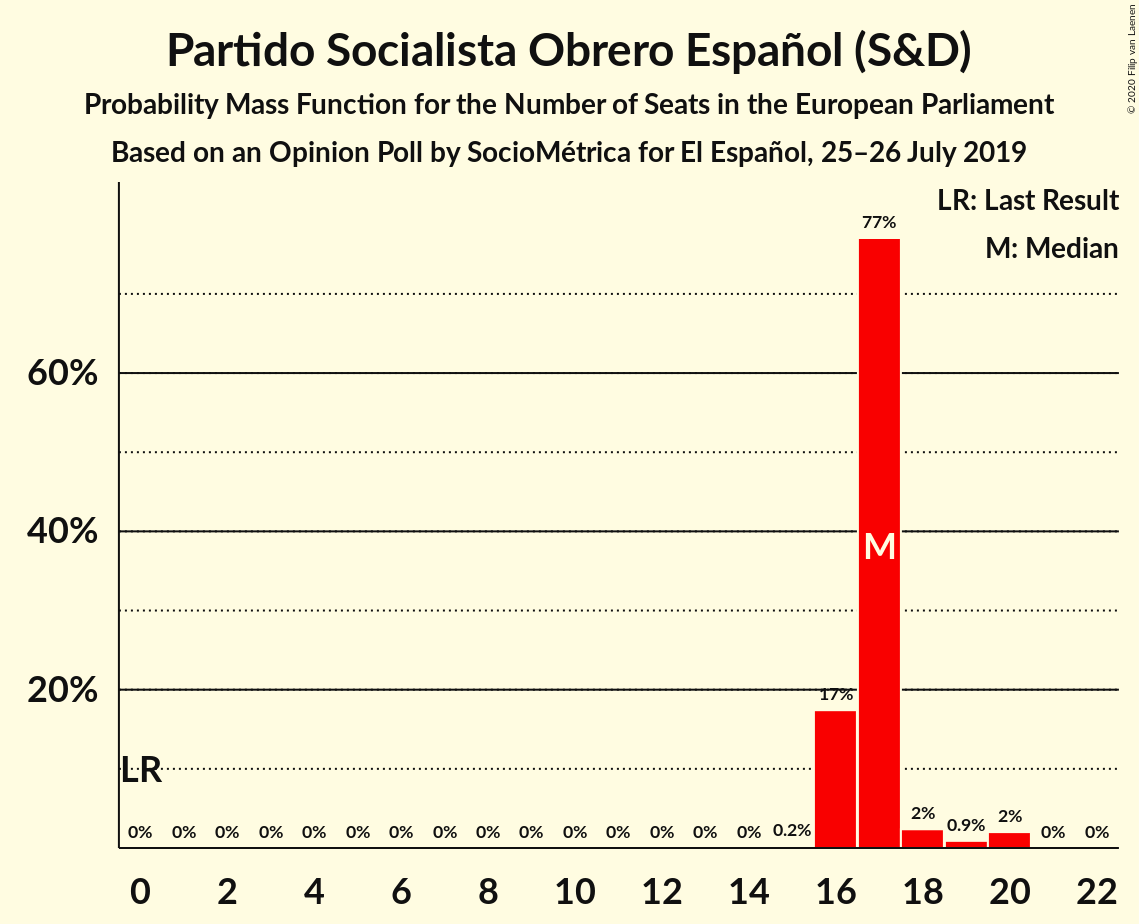 Partido Socialista Obrero Español (S&D)
Probability Mass Function for the Number of Seats in the European Parliament
Based on an Opinion Poll by SocioMétrica for El Español, 25–26 July 2019
© 2020 Filip van Laenen
LR: Last Result
M: Median
77%
60%
40%
M
20%
17%
LR
0% 0% 0% 0% 0% 0% 0% 0% 0% 0% 0% 0% 0% 0% 0% 0.2% 2% 0.9% 2% 0% 0%
0 2 4 6 8 10 12 14 16 18 20 22